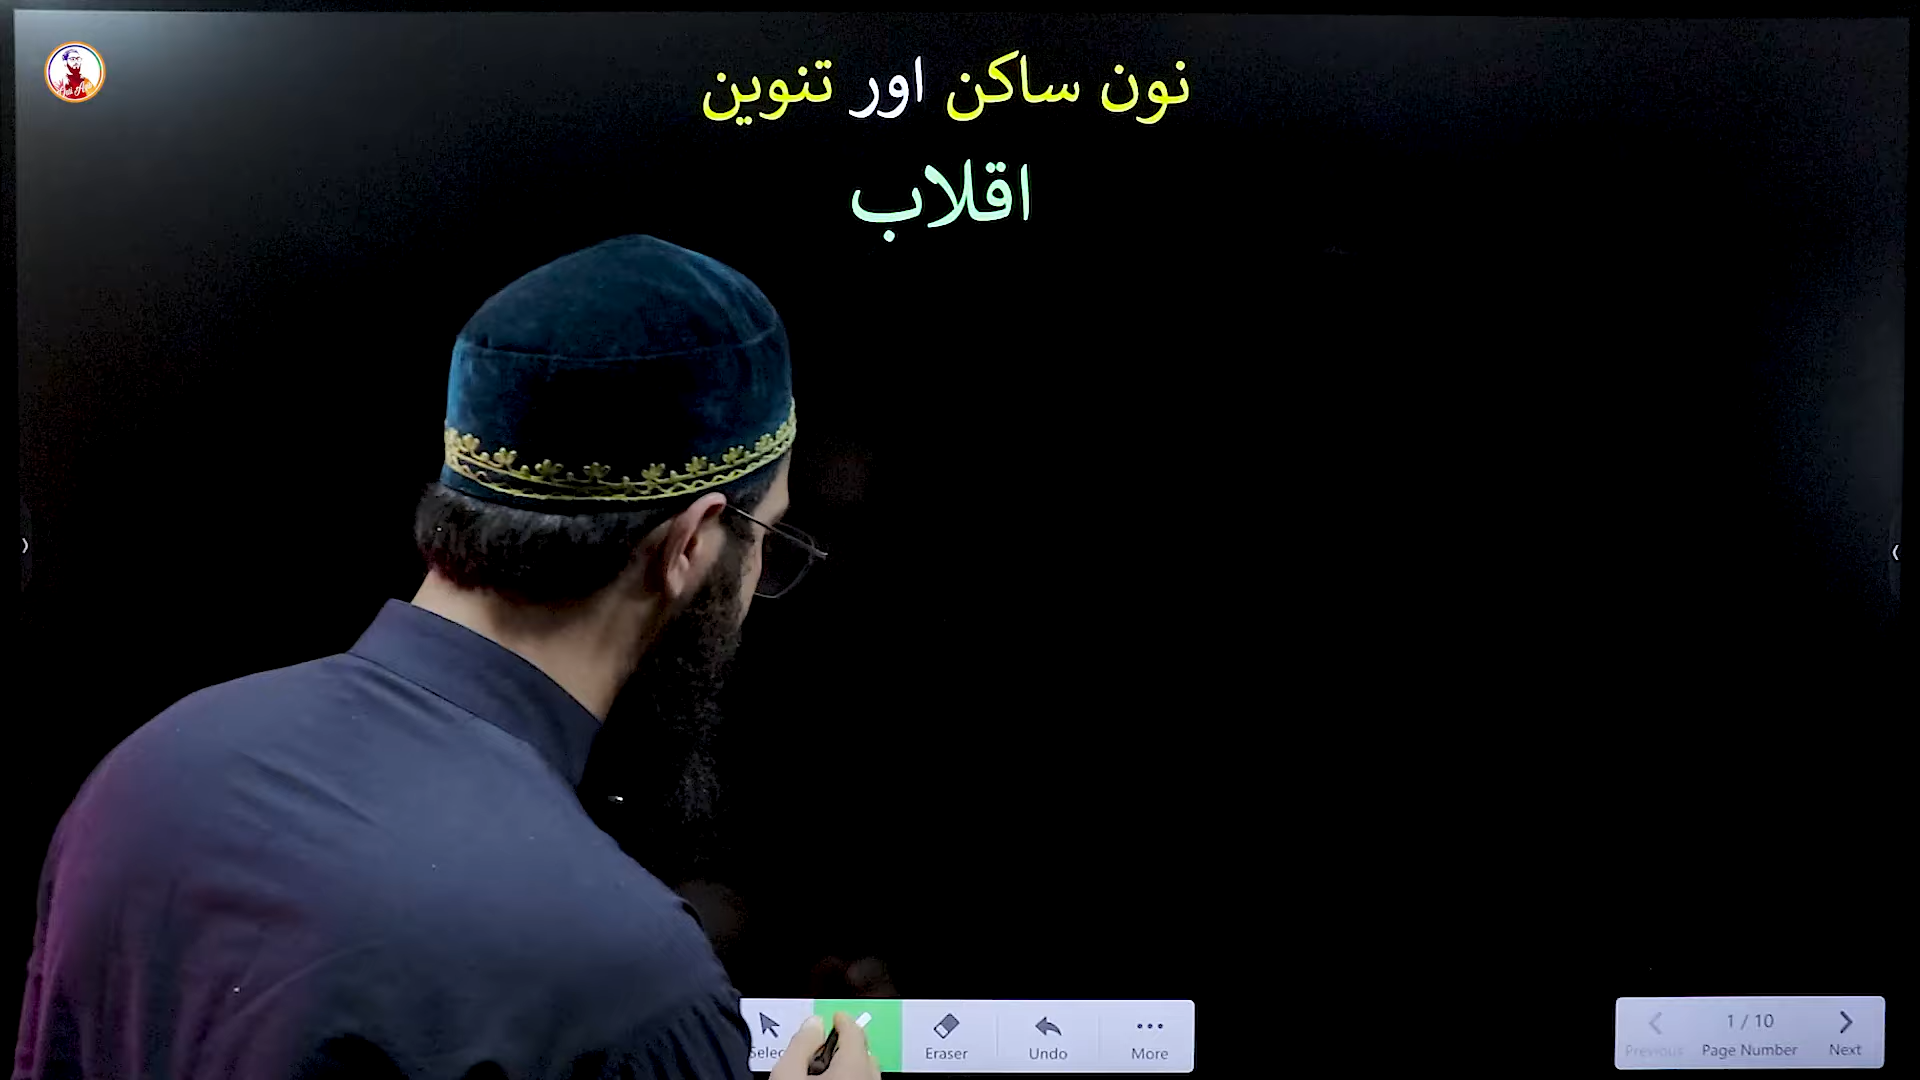 نون ساکن اور تنوین
اقلاب
Eraser
Undo
More
Previous
1 / 10
Page Number
Next